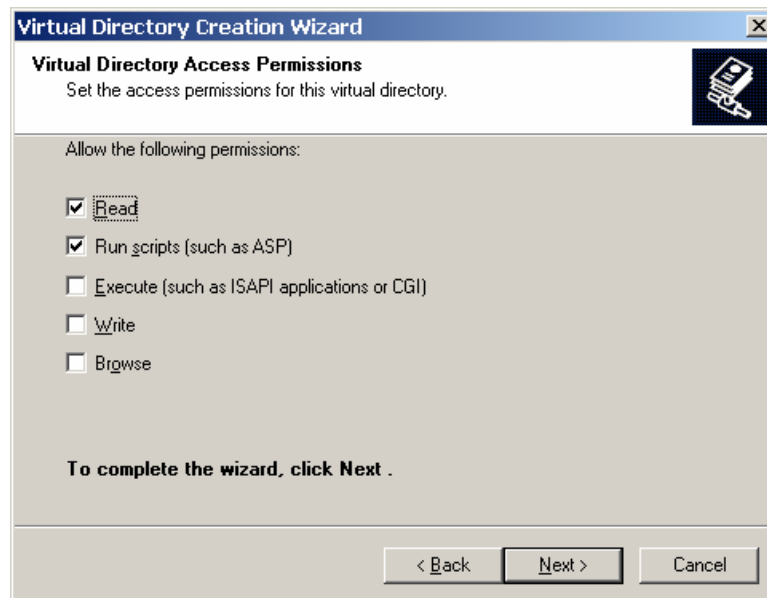 Virtual Directory Creation Wizard
Virtual Directory Access Permissions
Set the access permissions for this virtual directory.
Allow the following permissions:
Read
Run scripts (such as ASP)
Execute (such as ISAPI applications or CGI)
Write
Browse
To complete the wizard, click Next .
< Back Next > Cancel